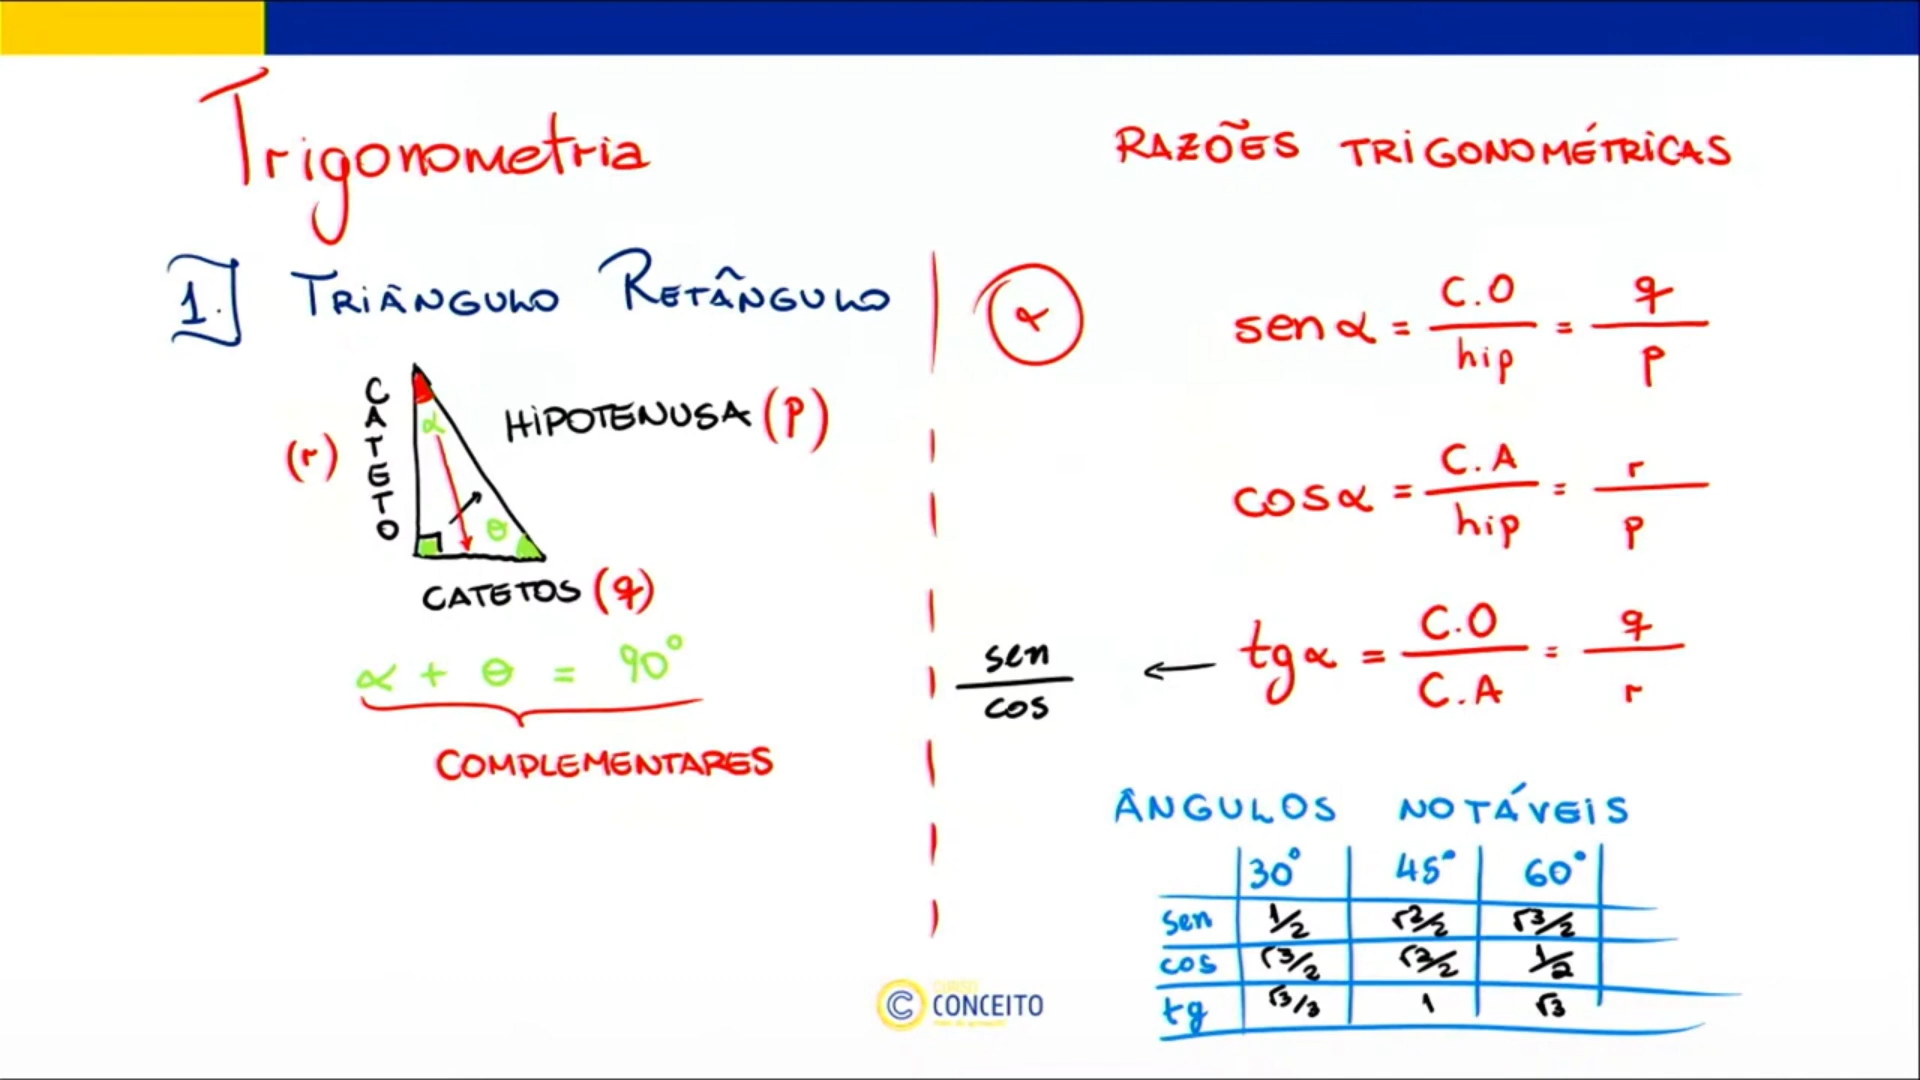 Trigonometria
1. TRIÂNGULO RETÂNGULO
CATETO
(r)
α
HIPOTENUSA (p)
θ
CATETOS (q)
α + θ = 90°
COMPLEMENTARES
RAZÕES TRIGONOMÉTRICAS
α
sen α = C.O/hip = q/p
cos α = C.A/hip = r/p
sen/cos ← tg α = C.O/C.A = q/r
ÂNGULOS NOTÁVEIS
30° 45° 60°
sen 1/2 √2/2 √3/2
cos √3/2 √2/2 1/2
tg √3/3 1 √3
CURSO
CONCEITO